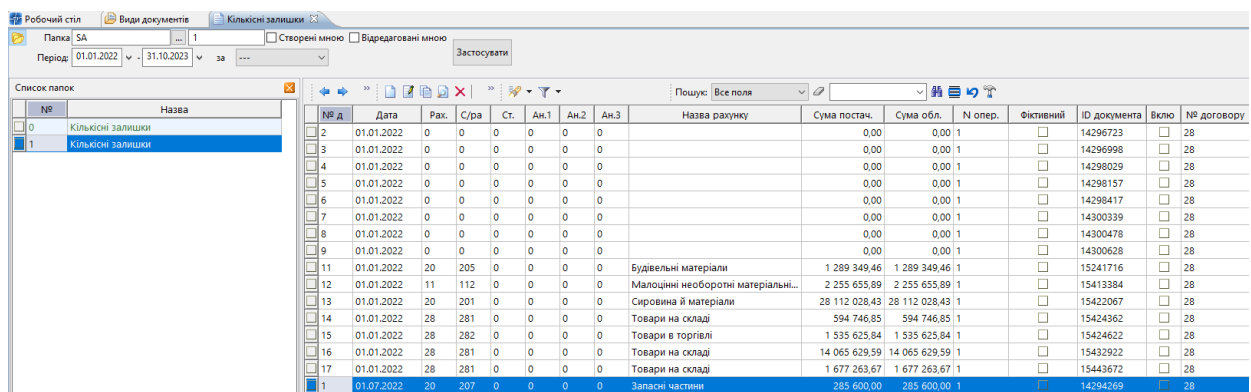 Робочий стіл Види документів Кількісні залишки
Папка SA ... 1 Створені мною Відредаговані мною
Період: 01.01.2022 - 31.10.2023 за --- Застосувати
Список папок » » Пошук: Все поля
№ Назва
0 Кількісні залишки
1 Кількісні залишки
№ д Дата Рах. С/ра Ст. Ан.1 Ан.2 Ан.3 Назва рахунку Сума постач. Сума обл. N опер. Фіктивний ID документа Вклю № договору
2 01.01.2022 0 0 0 0 0 0 0,00 0,00 1 14296723 28
3 01.01.2022 0 0 0 0 0 0 0,00 0,00 1 14296998 28
4 01.01.2022 0 0 0 0 0 0 0,00 0,00 1 14298029 28
5 01.01.2022 0 0 0 0 0 0 0,00 0,00 1 14298157 28
6 01.01.2022 0 0 0 0 0 0 0,00 0,00 1 14298417 28
7 01.01.2022 0 0 0 0 0 0 0,00 0,00 1 14300339 28
8 01.01.2022 0 0 0 0 0 0 0,00 0,00 1 14300478 28
9 01.01.2022 0 0 0 0 0 0 0,00 0,00 1 14300628 28
11 01.01.2022 20 205 0 0 0 0 Будівельні матеріали 1 289 349,46 1 289 349,46 1 15241716 28
12 01.01.2022 11 112 0 0 0 0 Малоцінні необоротні матеріальні... 2 255 655,89 2 255 655,89 1 15413384 28
13 01.01.2022 20 201 0 0 0 0 Сировина й матеріали 28 112 028,43 28 112 028,43 1 15422067 28
14 01.01.2022 28 281 0 0 0 0 Товари на складі 594 746,85 594 746,85 1 15424362 28
15 01.01.2022 28 282 0 0 0 0 Товари в торгівлі 1 535 625,84 1 535 625,84 1 15424622 28
16 01.01.2022 28 281 0 0 0 0 Товари на складі 14 065 629,59 14 065 629,59 1 15432922 28
17 01.01.2022 28 281 0 0 0 0 Товари на складі 1 677 263,67 1 677 263,67 1 15443672 28
1 01.07.2022 20 207 0 0 0 0 Запасні частини 285 600,00 285 600,00 1 14294269 28